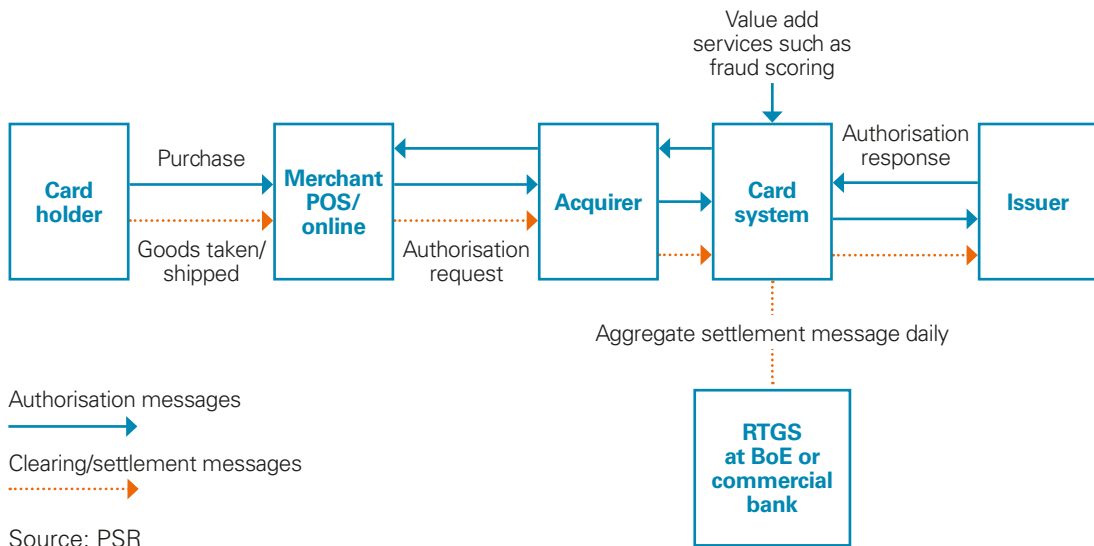 Value add
services such as
fraud scoring
Card
holder
Purchase
Goods taken/
shipped
Merchant
POS/
online
Authorisation
request
Acquirer
Card
system
Authorisation
response
Issuer
Aggregate settlement message daily
RTGS
at BoE or
commercial
bank
Authorisation messages
Clearing/settlement messages
Source: PSR